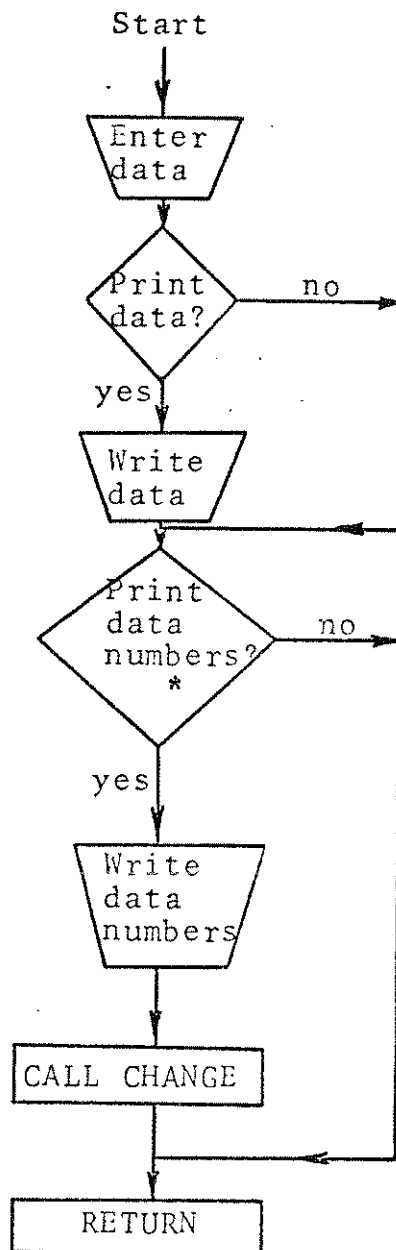 Start
Enter
data
Print
data?
no
yes
Write
data
Print
data
numbers?
*
no
yes
Write
data
numbers
CALL CHANGE
RETURN